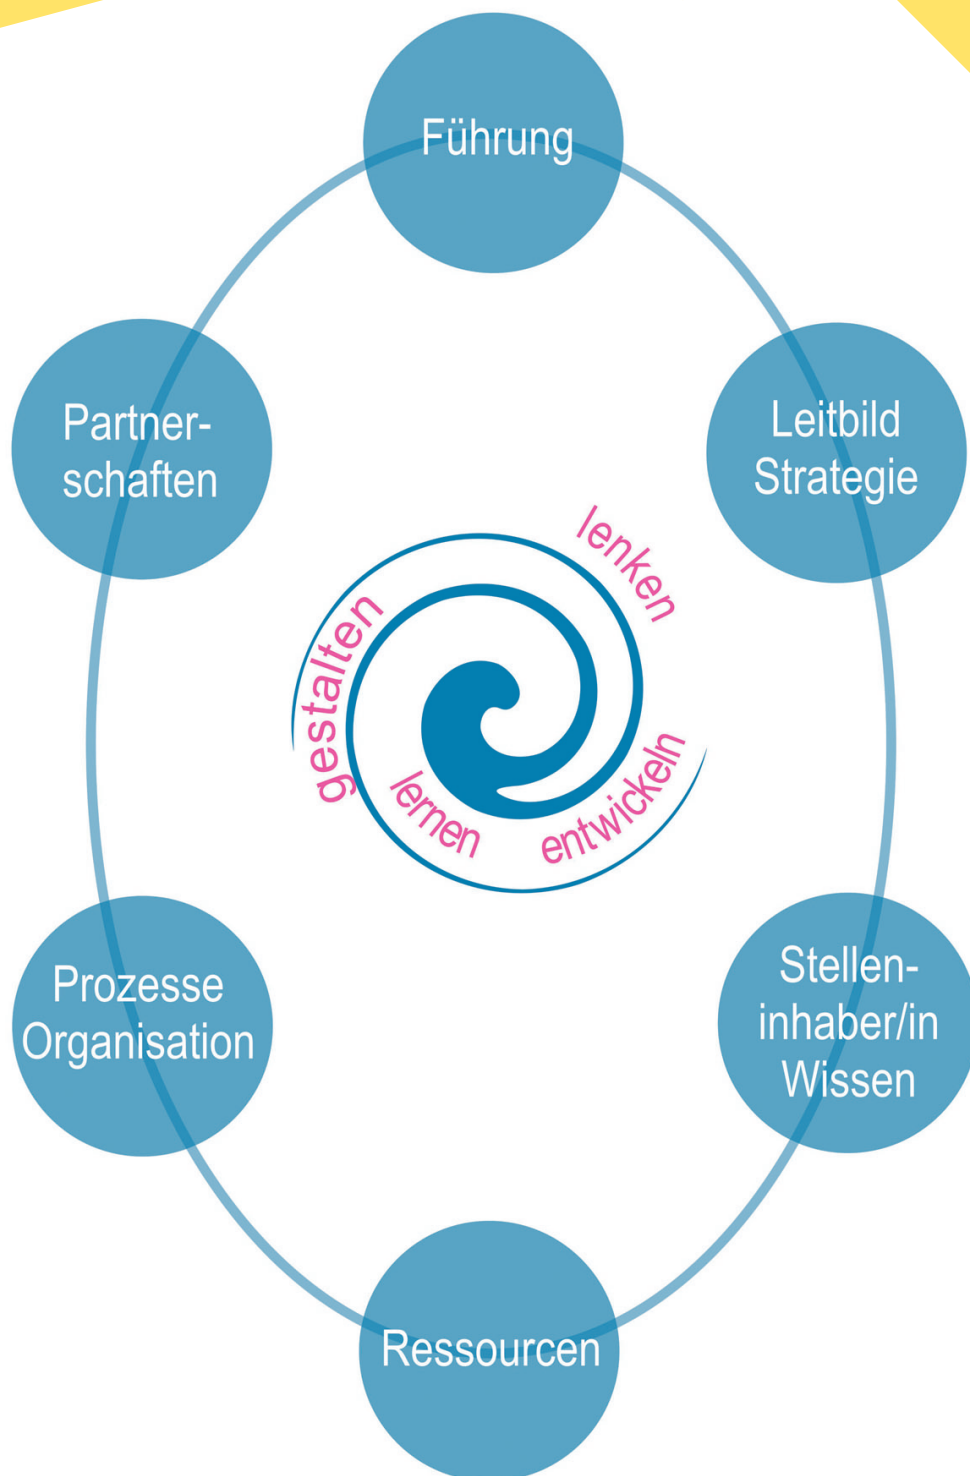 Führung
Partner-
schaften
Leitbild
Strategie
lenken
gestalten
lernen
entwickeln
Prozesse
Organisation
Stellen-
inhaber/in
Wissen
Ressourcen